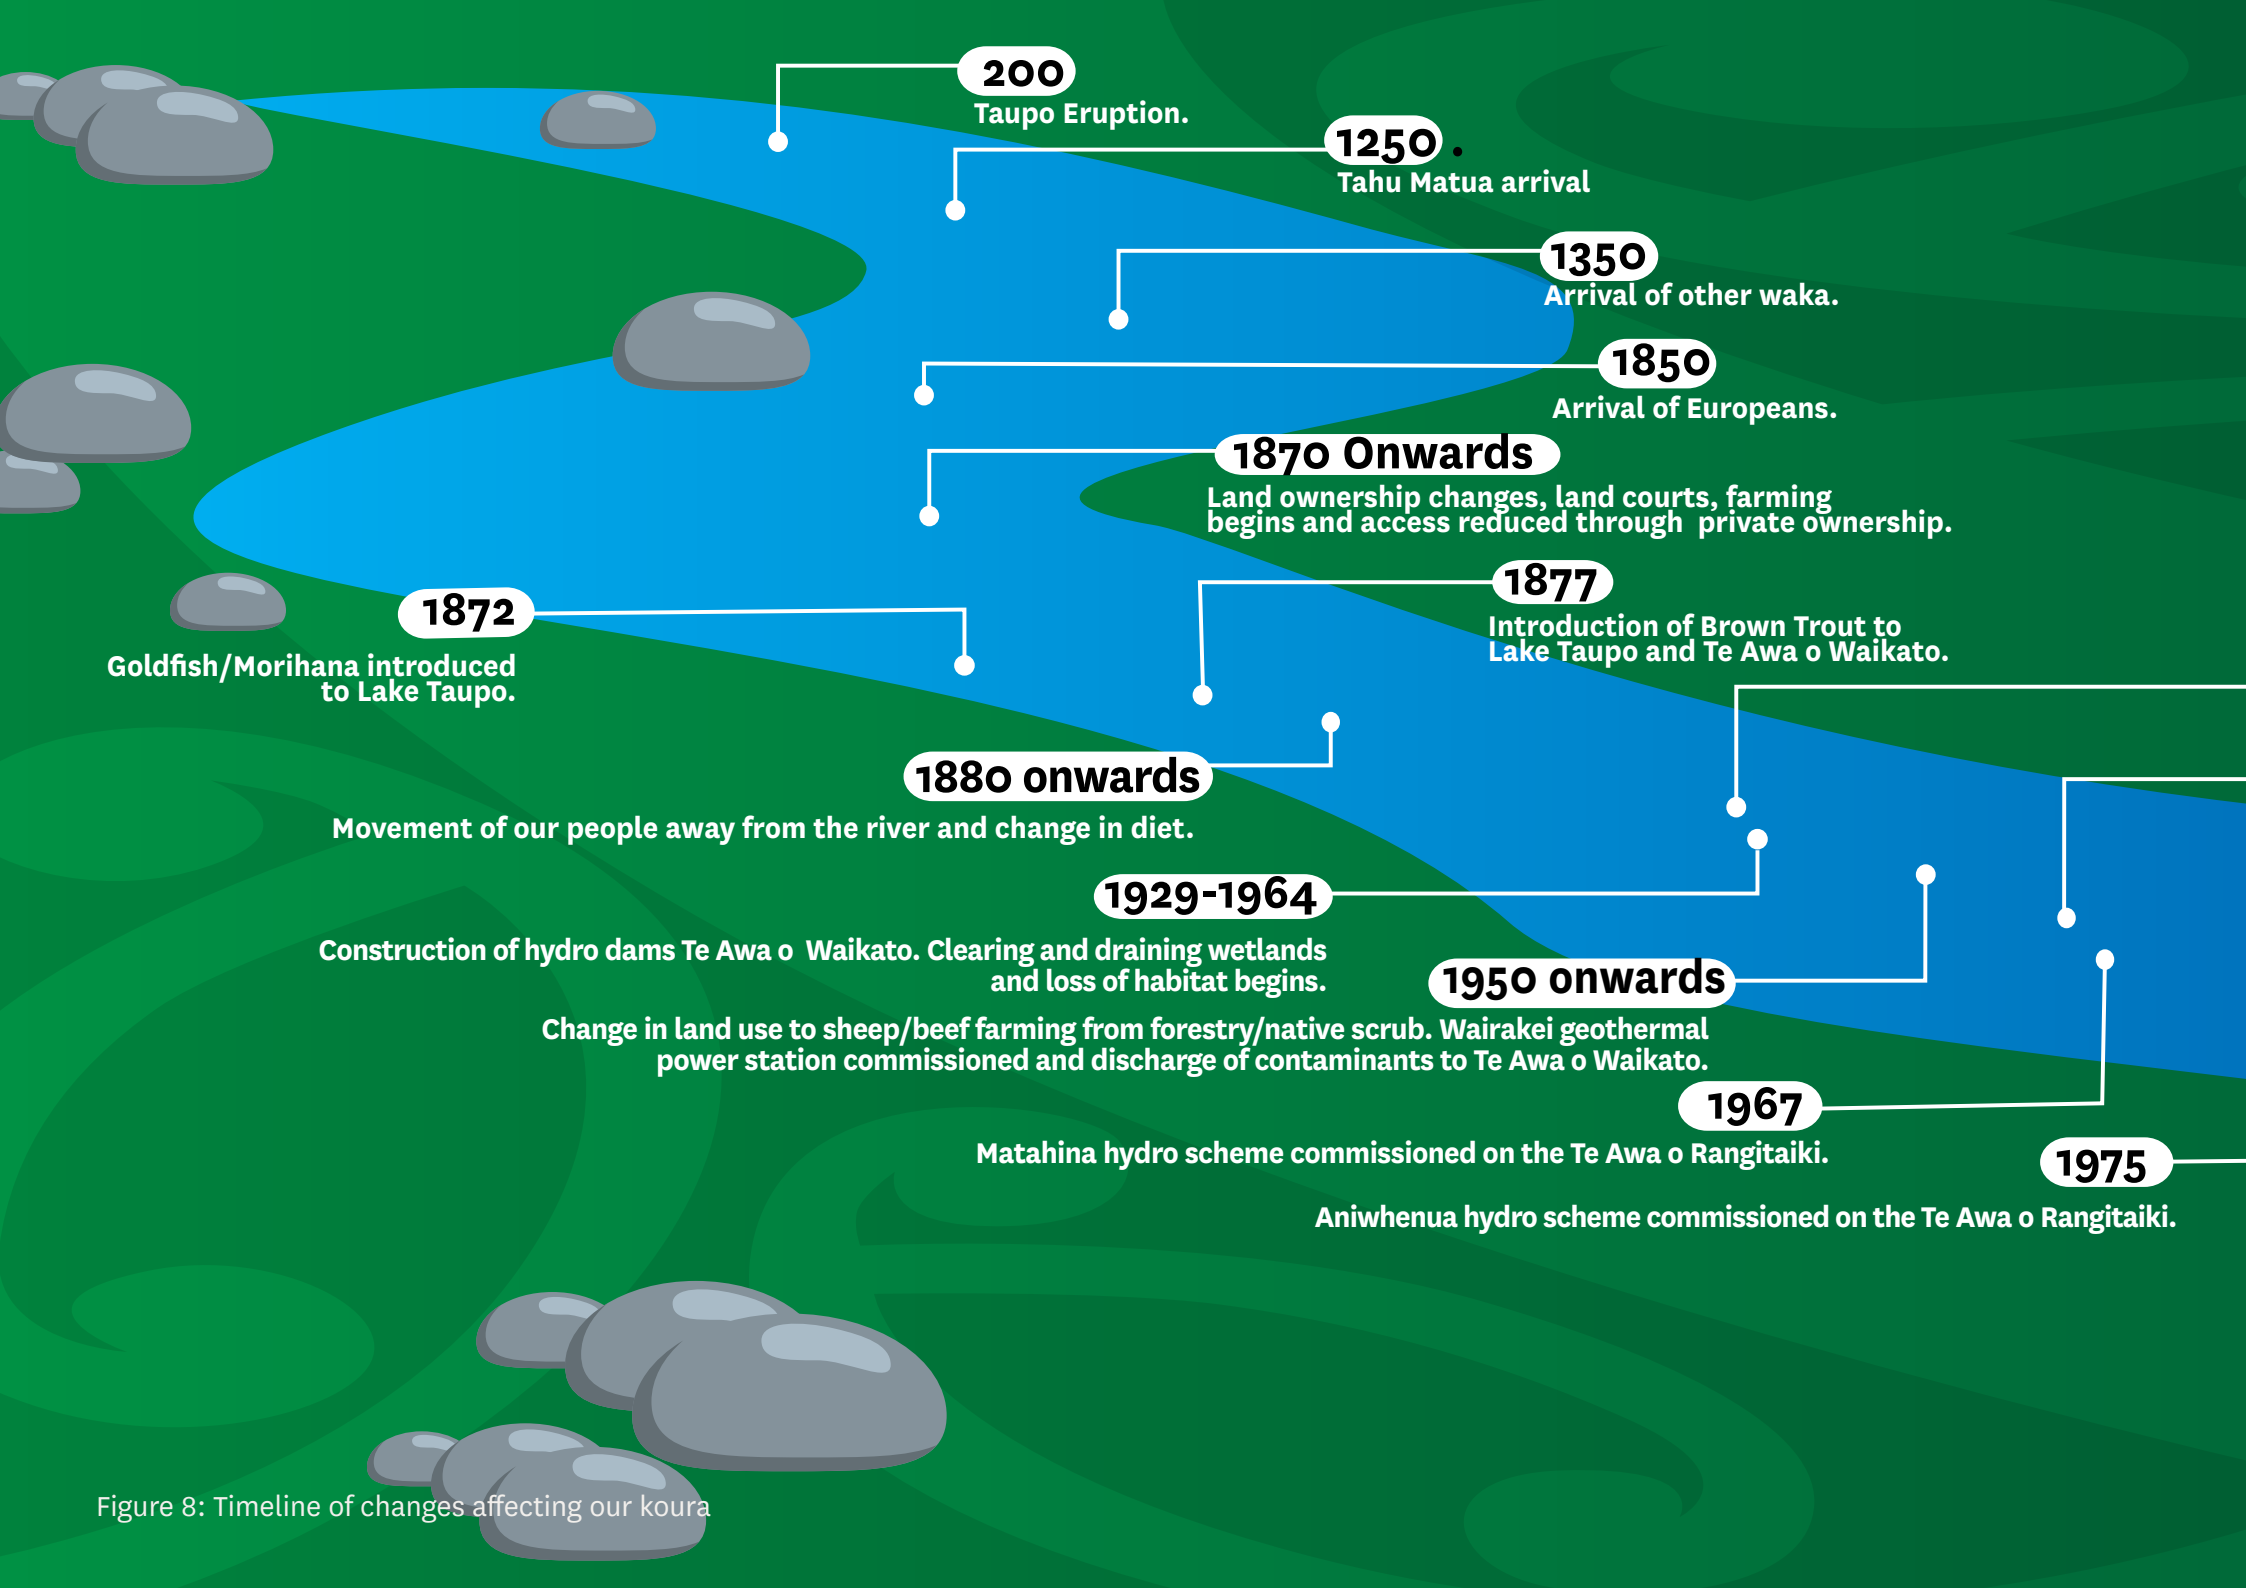 200
Taupo Eruption.
1250 .
Tahu Matua arrival
1350
Arrival of other waka.
1850
Arrival of Europeans.
1870 Onwards
Land ownership changes, land courts, farming
begins and access reduced through  private ownership.
1872
Goldfish/Morihana introduced
to Lake Taupo.
1877
Introduction of Brown Trout to
Lake Taupo and Te Awa o Waikato.
1880 onwards
Movement of our people away from the river and change in diet.
1929-1964
Construction of hydro dams Te Awa o  Waikato. Clearing and draining wetlands
and loss of habitat begins.
1950 onwards
Change in land use to sheep/beef farming from forestry/native scrub. Wairakei geothermal
power station commissioned and discharge of contaminants to Te Awa o Waikato.
1967
Matahina hydro scheme commissioned on the Te Awa o Rangitaiki.
1975
Aniwhenua hydro scheme commissioned on the Te Awa o Rangitaiki.
Figure 8: Timeline of changes affecting our koura